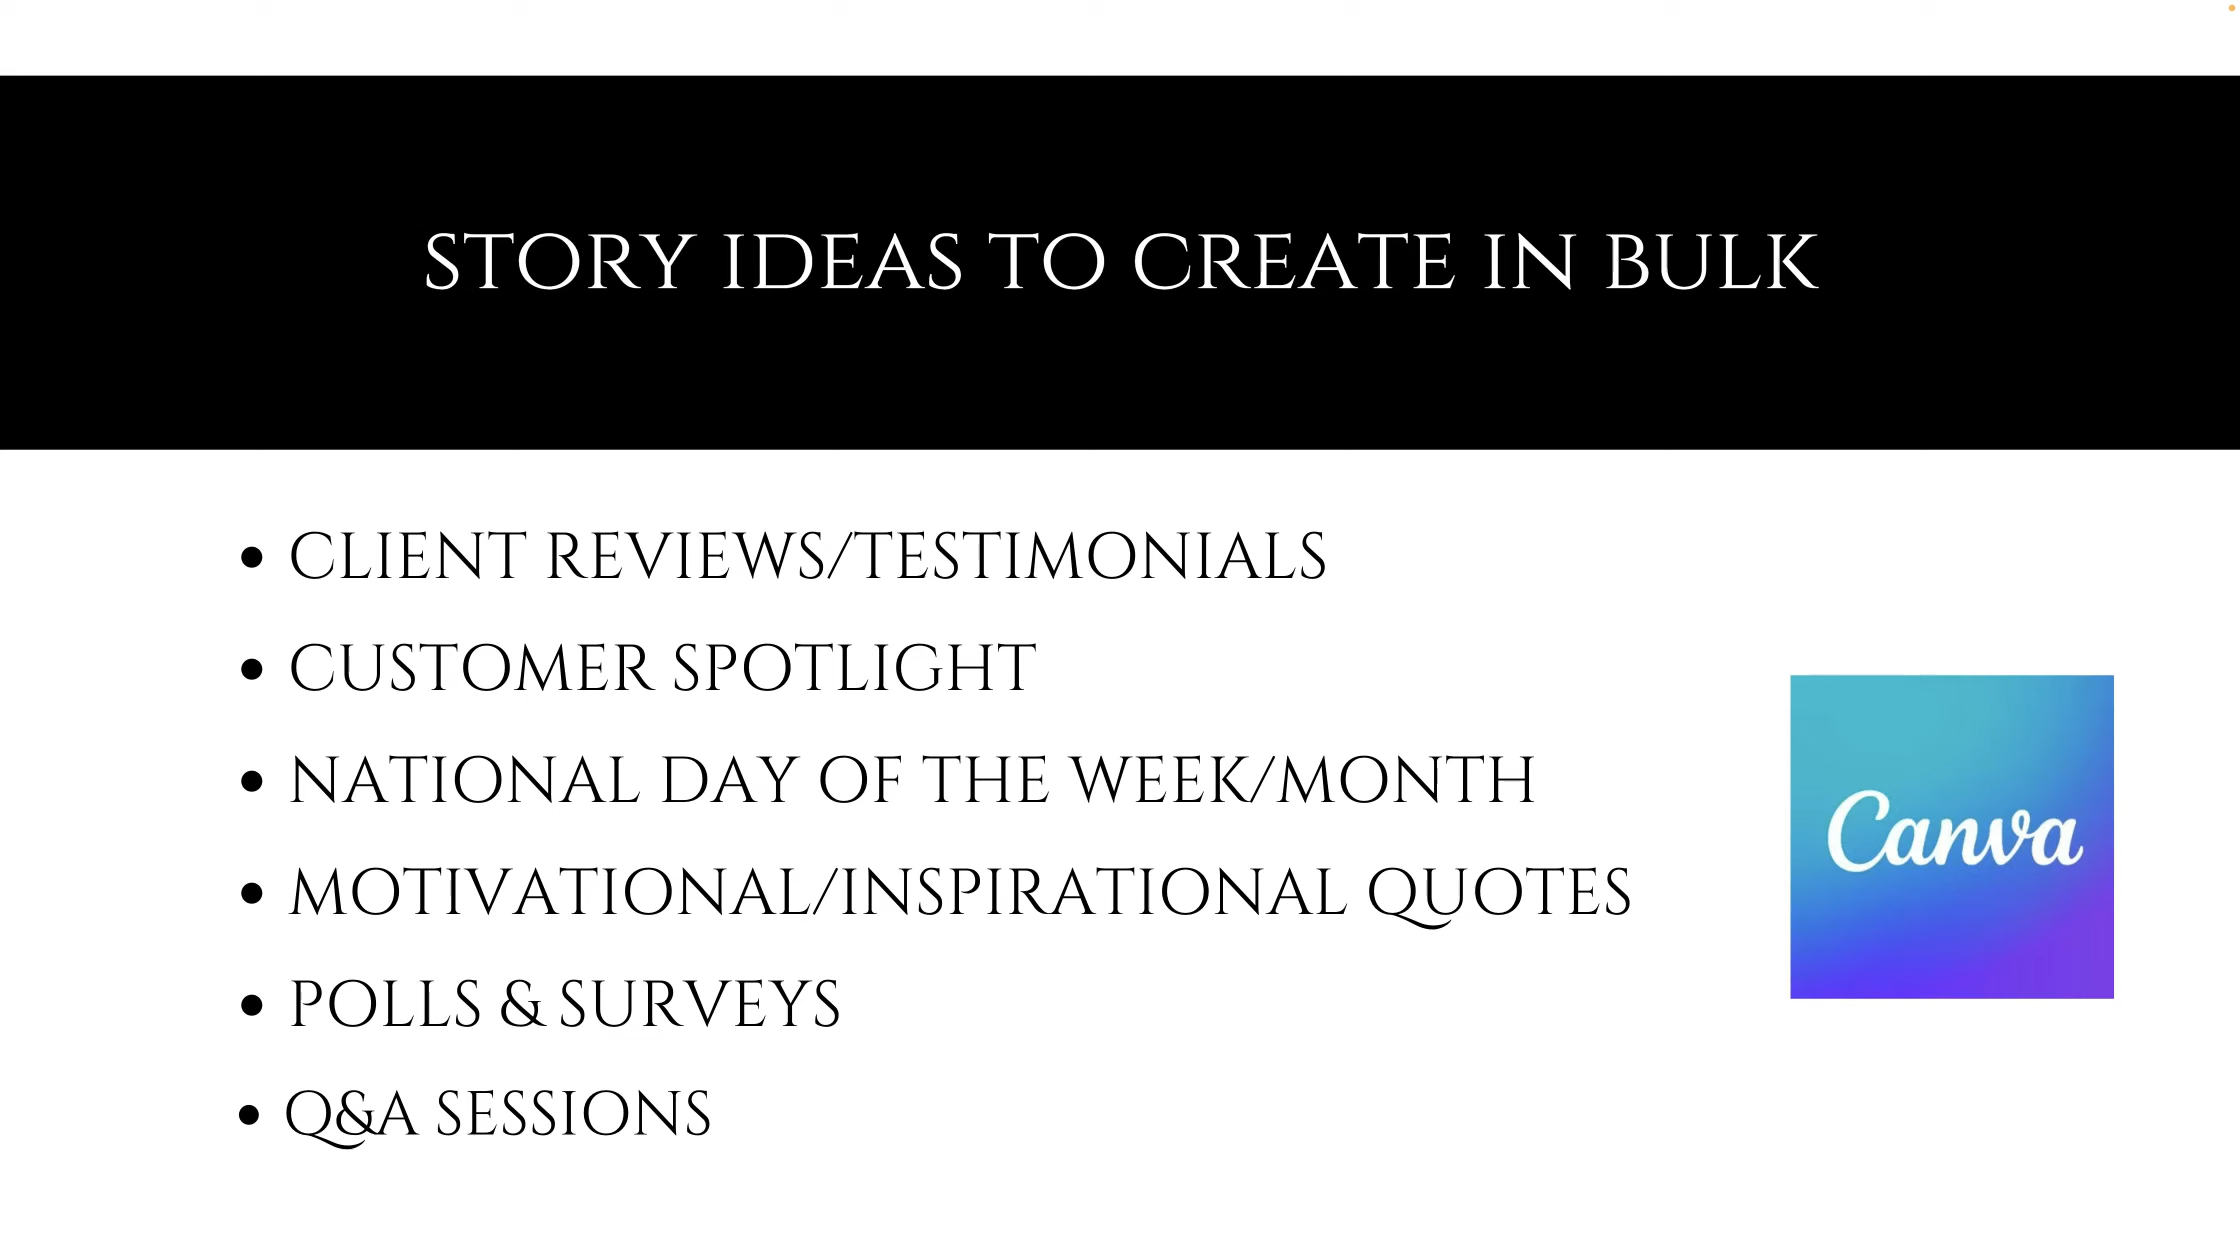 STORY IDEAS TO CREATE IN BULK
• CLIENT REVIEWS/TESTIMONIALS
• CUSTOMER SPOTLIGHT
• NATIONAL DAY OF THE WEEK/MONTH
• MOTIVATIONAL/INSPIRATIONAL QUOTES
• POLLS & SURVEYS
• Q&A SESSIONS
Canva